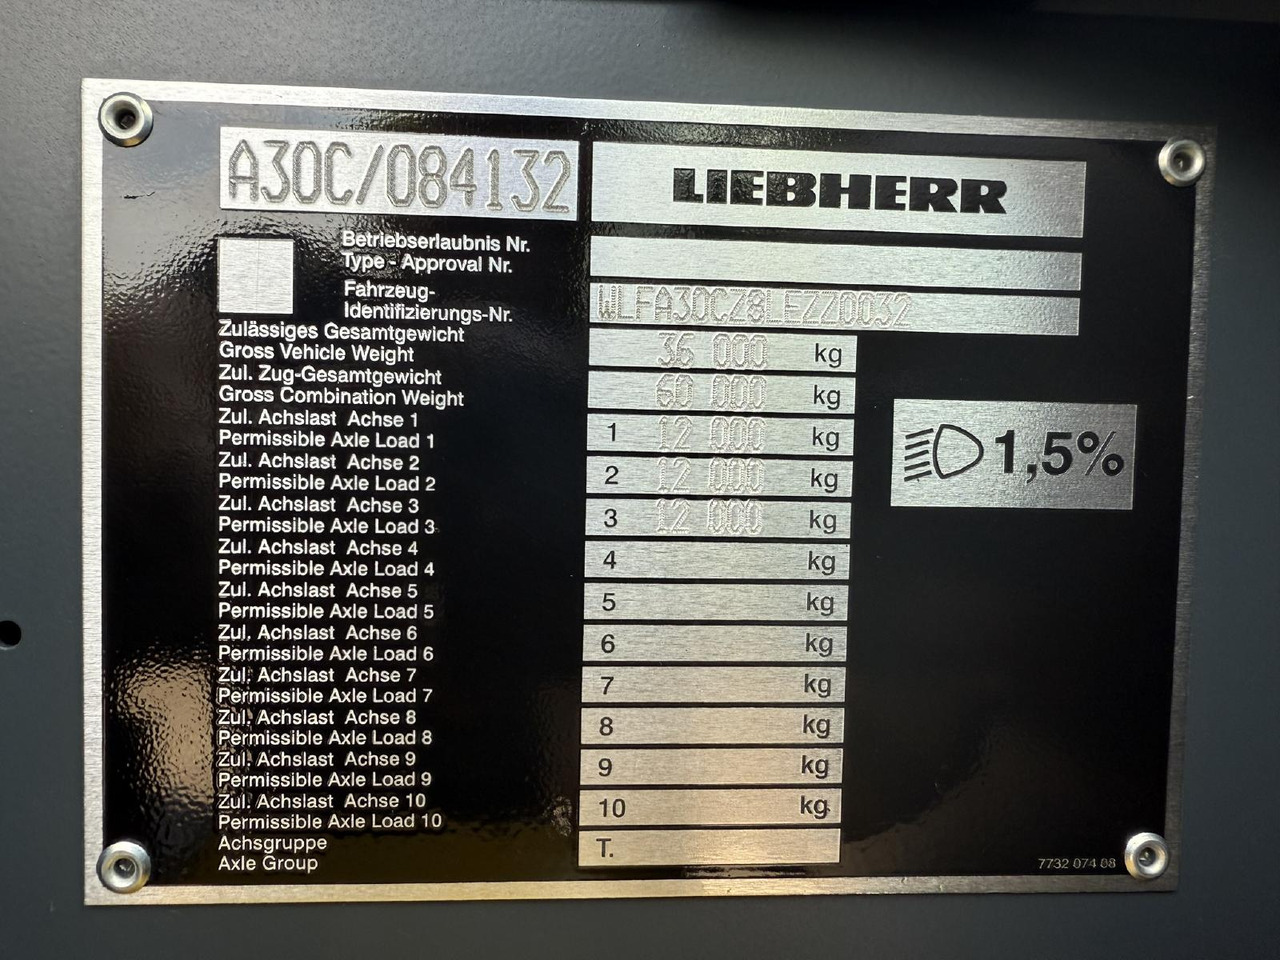 A30C/084132
LIEBHERR
Betriebserlaubnis Nr.
Type - Approval Nr.
Fahrzeug-
Identifizierungs-Nr.
WLFA30CZ8LEZZ0032
Zulässiges Gesamtgewicht
Gross Vehicle Weight
36 000 kg
Zul. Zug-Gesamtgewicht
Gross Combination Weight
60 000 kg
Zul. Achslast Achse 1
Permissible Axle Load 1
1 12 000 kg
Zul. Achslast Achse 2
Permissible Axle Load 2
2 12 000 kg
Zul. Achslast Achse 3
Permissible Axle Load 3
3 12 000 kg
Zul. Achslast Achse 4
Permissible Axle Load 4
4 kg
Zul. Achslast Achse 5
Permissible Axle Load 5
5 kg
Zul. Achslast Achse 6
Permissible Axle Load 6
6 kg
Zul. Achslast Achse 7
Permissible Axle Load 7
7 kg
Zul. Achslast Achse 8
Permissible Axle Load 8
8 kg
Zul. Achslast Achse 9
Permissible Axle Load 9
9 kg
Zul. Achslast Achse 10
Permissible Axle Load 10
10 kg
Achsgruppe
Axle Group
T.
1,5%
7732 074 08